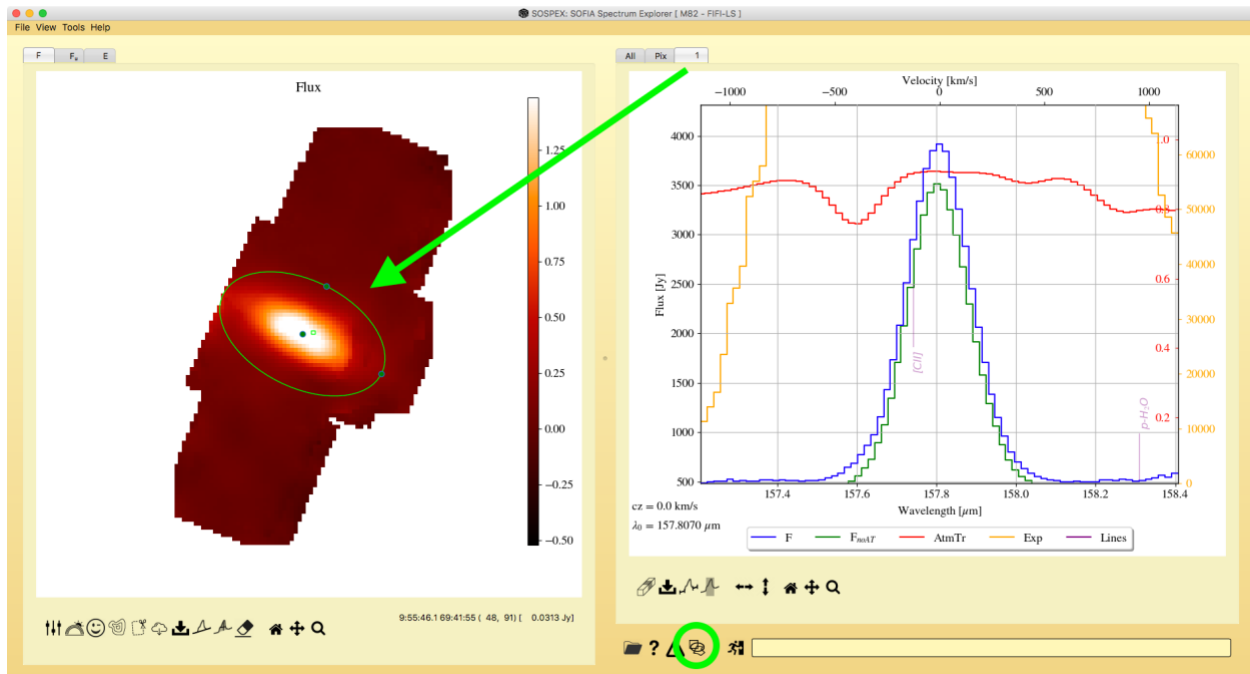 SOSPEX: SOFIA Spectrum Explorer [ M82 - FIFI-LS ]
File View Tools Help
F Fᵤ E
Flux
1.25
1.00
0.75
0.50
0.25
0.00
−0.25
−0.50
9:55:46.1 69:41:55 ( 48, 91) [ 0.0313 Jy]
All Pix 1
Velocity [km/s]
−1000 −500 0 500 1000
Flux [Jy]
4000
3500
3000
2500
2000
1500
1000
500
1.0
0.8
0.6
0.4
0.2
60000
50000
40000
30000
20000
10000
0
[CII]
p-H₂O
157.4 157.6 157.8 158.0 158.2 158.4
Wavelength [μm]
cz = 0.0 km/s
λ₀ = 157.8070 μm
F FₙₒAT AtmTr Exp Lines
?